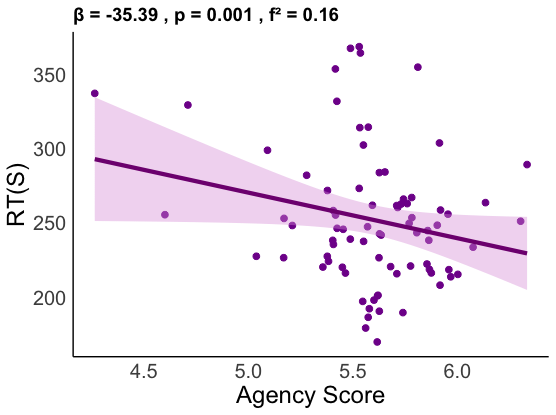 β = -35.39 , p = 0.001 , f² = 0.16
350
300
250
200
RT(S)
4.5 5.0 5.5 6.0
Agency Score